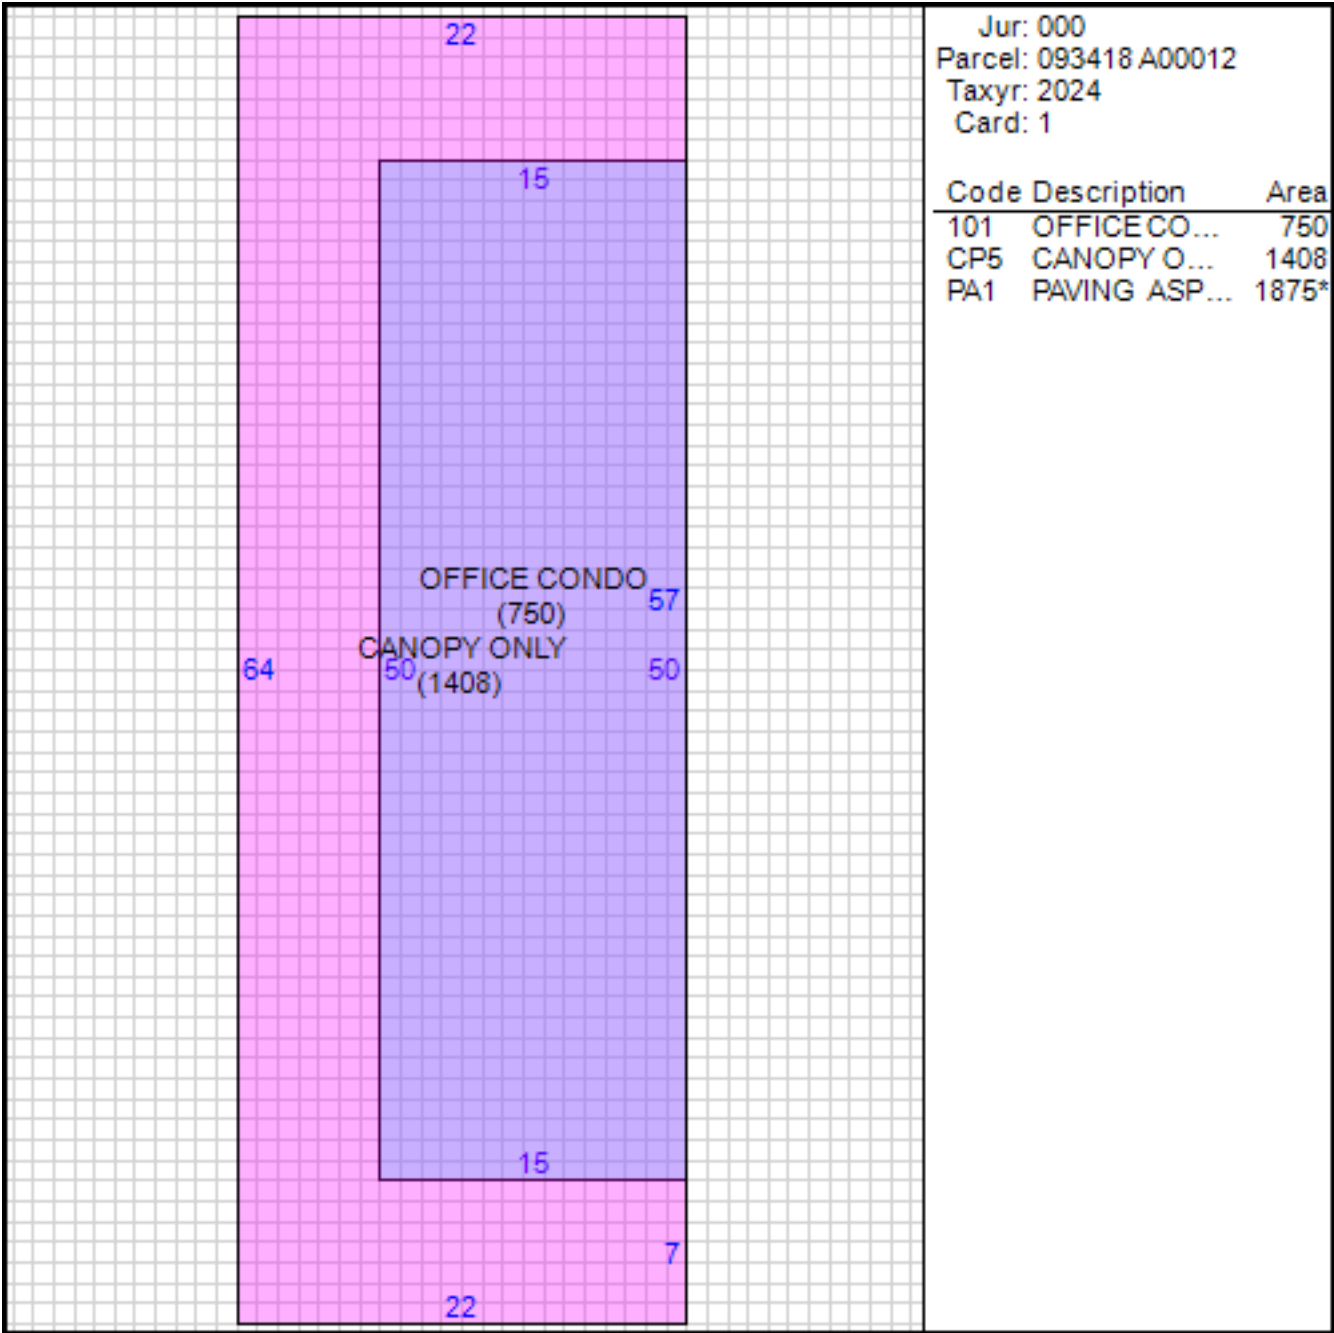 22
15
OFFICE CONDO
57
(750)
CANOPY ONLY
64
50
50
(1408)
15
7
22
Jur: 000
Parcel: 093418 A00012
Taxyr: 2024
Card: 1
Code Description Area
101 OFFICE CO... 750
CP5 CANOPY O... 1408
PA1 PAVING ASP... 1875*